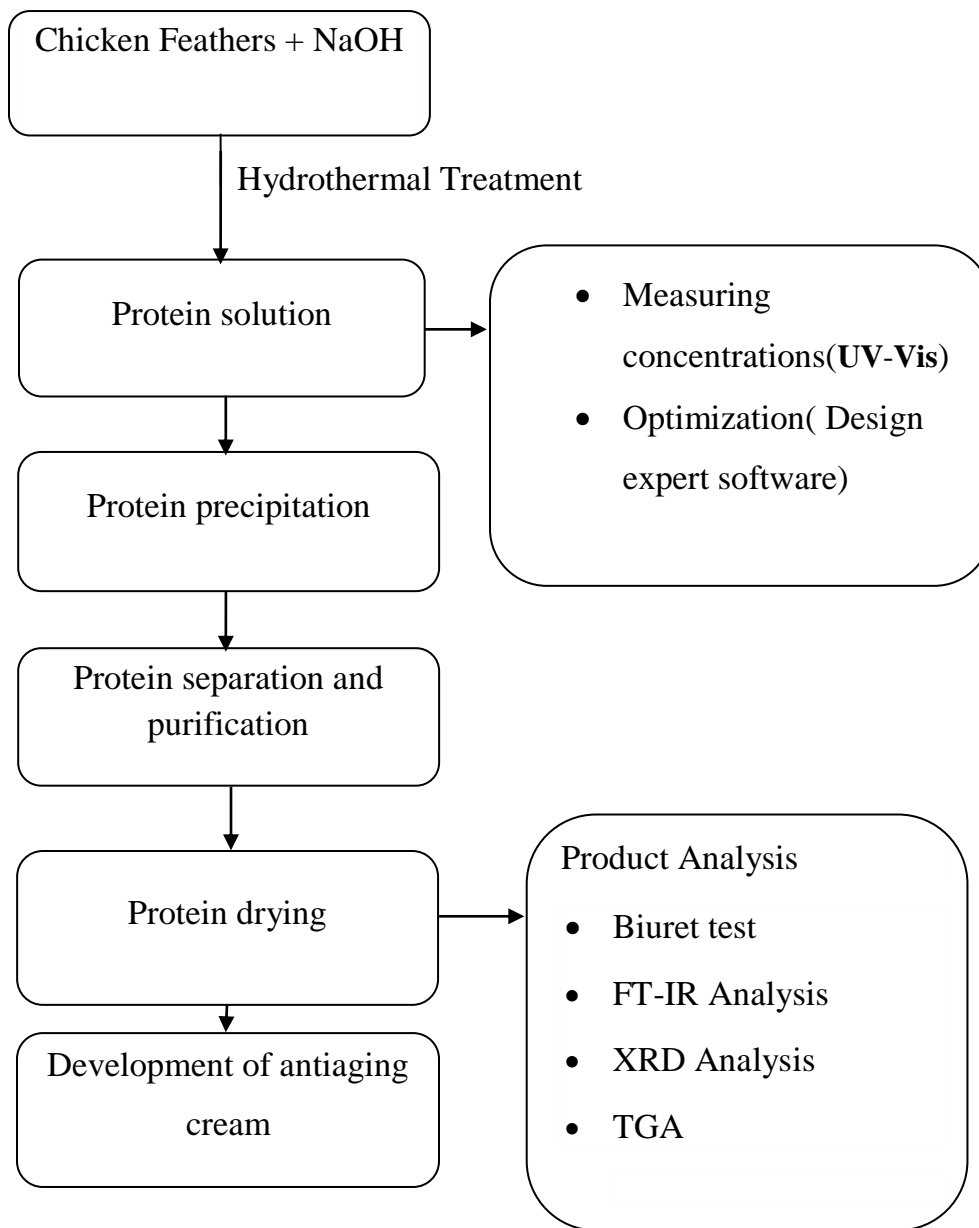 Chicken Feathers + NaOH
Hydrothermal Treatment
Protein solution
• Measuring
concentrations(UV-Vis)
• Optimization( Design
expert software)
Protein precipitation
Protein separation and
purification
Protein drying
Product Analysis
• Biuret test
• FT-IR Analysis
• XRD Analysis
• TGA
Development of antiaging
cream